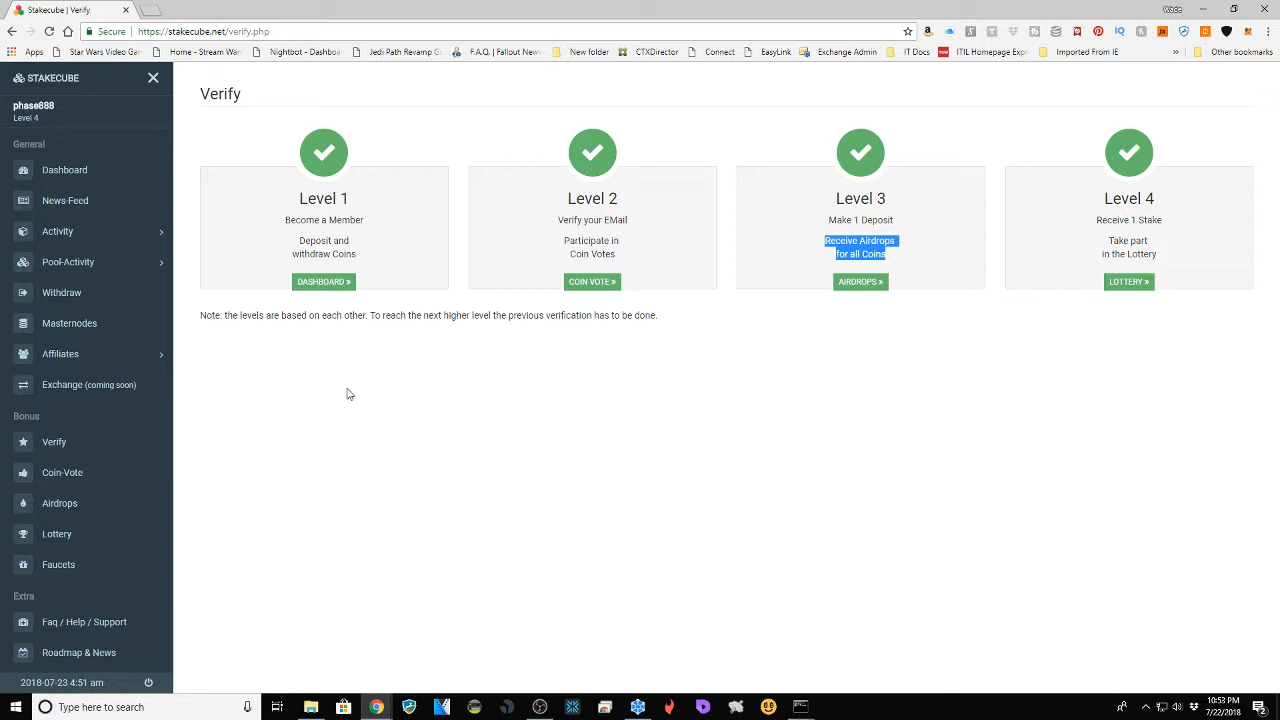 Stakecube | Verify
Wade
Secure
https://stakecube.net/verify.php
Apps
Star Wars Video Gam
Home - Stream War
Nightbot - Dashboa
Jedi Path Revamp C
F.A.Q. | Fallout New
New folder
CTXDirector
Connect
EasyLink
Exchange Admin
IT Docs
ITIL Homepage Exp
Imported From IE
»
Other bookmarks
STAKECUBE
phase888
Level 4
General
Dashboard
News-Feed
Activity
Pool-Activity
Withdraw
Masternodes
Affiliates
Exchange (coming soon)
Bonus
Verify
Coin-Vote
Airdrops
Lottery
Faucets
Extra
Faq / Help / Support
Roadmap & News
2018-07-23 4:51 am
Verify
Level 1
Become a Member
Deposit and
withdraw Coins
DASHBOARD »
Level 2
Verify your EMail
Participate in
Coin Votes
COIN VOTE »
Level 3
Make 1 Deposit
Receive Airdrops
for all Coins
AIRDROPS »
Level 4
Receive 1 Stake
Take part
in the Lottery
LOTTERY »
Note: the levels are based on each other. To reach the next higher level the previous verification has to be done.
Type here to search
10:53 PM
7/22/2018
2